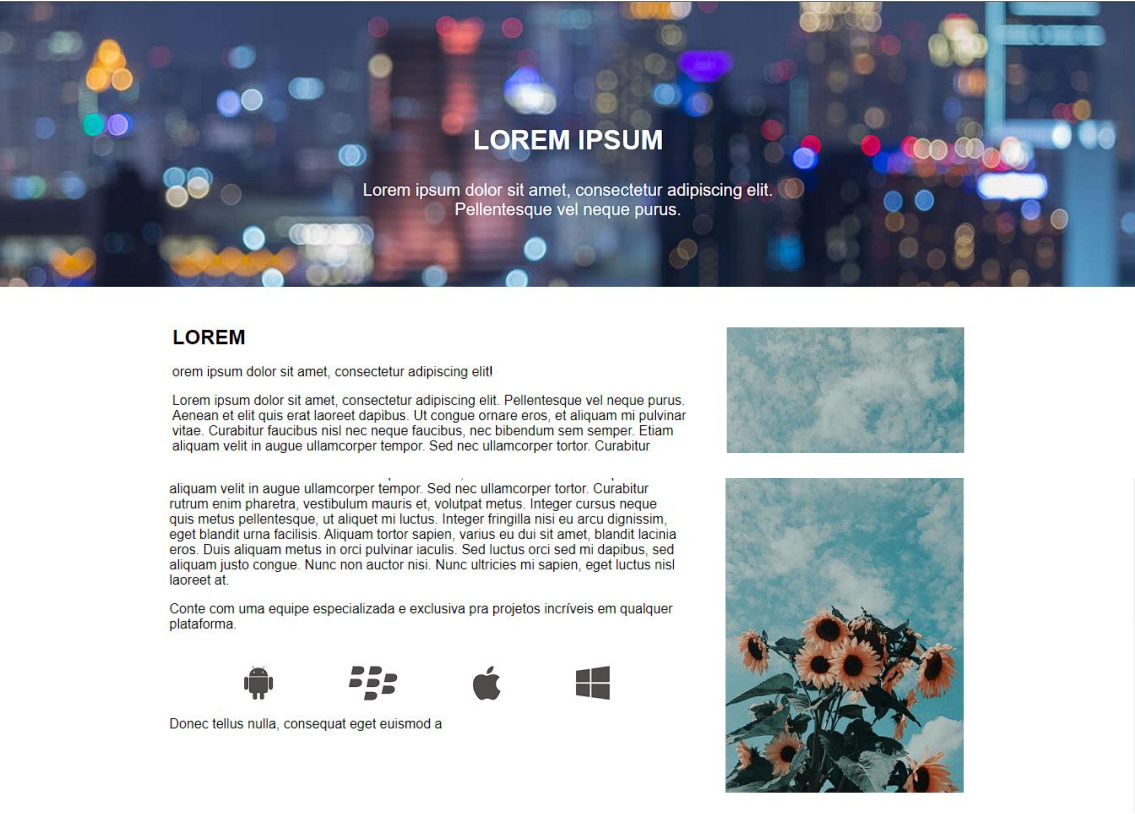 LOREM IPSUM
Lorem ipsum dolor sit amet, consectetur adipiscing elit.
Pellentesque vel neque purus.
LOREM
orem ipsum dolor sit amet, consectetur adipiscing elit!
Lorem ipsum dolor sit amet, consectetur adipiscing elit. Pellentesque vel neque purus.
Aenean et elit quis erat laoreet dapibus. Ut congue ornare eros, et aliquam mi pulvinar
vitae. Curabitur faucibus nisl nec neque faucibus, nec bibendum sem semper. Etiam
aliquam velit in augue ullamcorper tempor. Sed nec ullamcorper tortor. Curabitur
aliquam velit in augue ullamcorper tempor. Sed nec ullamcorper tortor. Curabitur
rutrum enim pharetra, vestibulum mauris et, volutpat metus. Integer cursus neque
quis metus pellentesque, ut aliquet mi luctus. Integer fringilla nisi eu arcu dignissim,
eget blandit urna facilisis. Aliquam tortor sapien, varius eu dui sit amet, blandit lacinia
eros. Duis aliquam metus in orci pulvinar iaculis. Sed luctus orci sed mi dapibus, sed
aliquam justo congue. Nunc non auctor nisi. Nunc ultricies mi sapien, eget luctus nisl
laoreet at.
Conte com uma equipe especializada e exclusiva pra projetos incríveis em qualquer
plataforma.
Donec tellus nulla, consequat eget euismod a